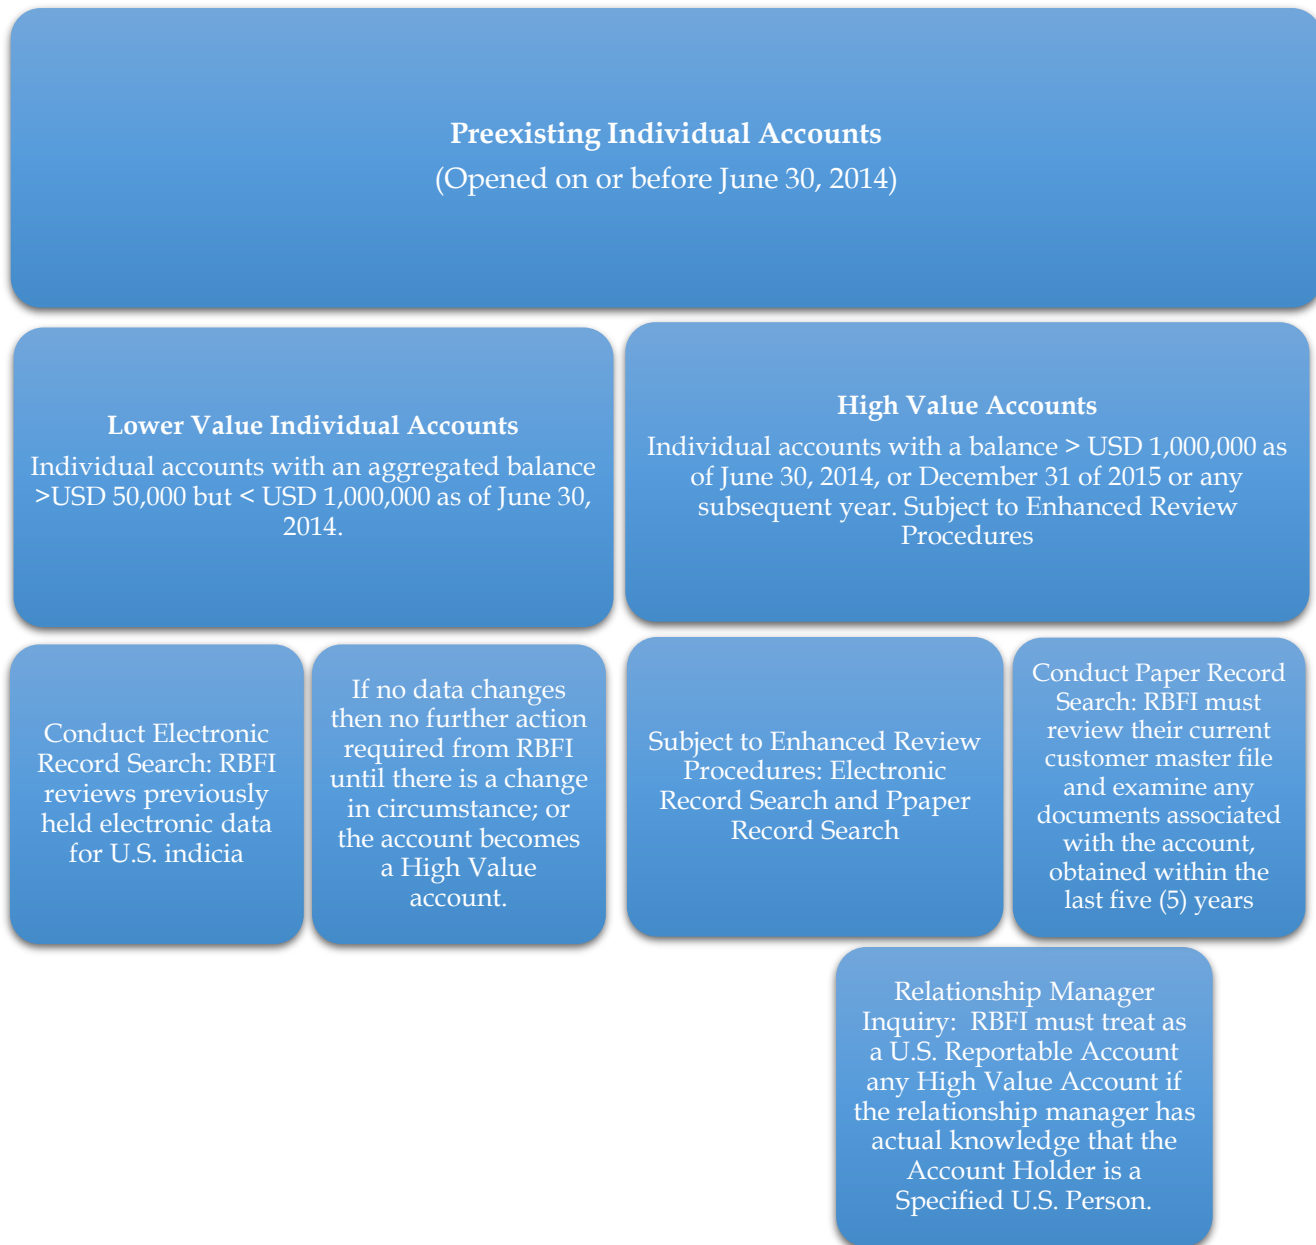 Preexisting Individual Accounts
(Opened on or before June 30, 2014)
Lower Value Individual Accounts
Individual accounts with an aggregated balance
>USD 50,000 but < USD 1,000,000 as of June 30,
2014.
High Value Accounts
Individual accounts with a balance > USD 1,000,000 as
of June 30, 2014, or December 31 of 2015 or any
subsequent year. Subject to Enhanced Review
Procedures
Conduct Electronic
Record Search: RBFI
reviews previously
held electronic data
for U.S. indicia
If no data changes
then no further action
required from RBFI
until there is a change
in circumstance; or
the account becomes
a High Value
account.
Subject to Enhanced Review
Procedures: Electronic
Record Search and Ppaper
Record Search
Conduct Paper Record
Search: RBFI must
review their current
customer master file
and examine any
documents associated
with the account,
obtained within the
last five (5) years
Relationship Manager
Inquiry:  RBFI must treat as
a U.S. Reportable Account
any High Value Account if
the relationship manager has
actual knowledge that the
Account Holder is a
Specified U.S. Person.